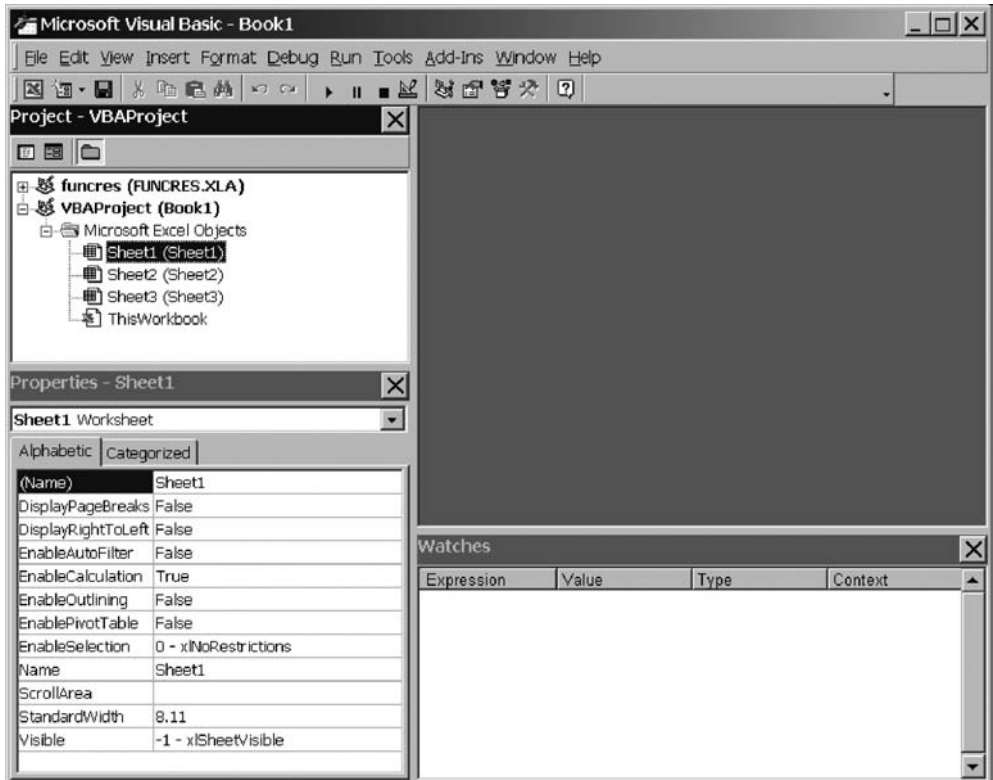 Microsoft Visual Basic - Book1
File Edit View Insert Format Debug Run Tools Add-Ins Window Help
Project - VBAProject
funcres (FUNCRES.XLA)
VBAProject (Book1)
Microsoft Excel Objects
Sheet1 (Sheet1)
Sheet2 (Sheet2)
Sheet3 (Sheet3)
ThisWorkbook
Properties - Sheet1
Sheet1 Worksheet
Alphabetic Categorized
(Name) Sheet1
DisplayPageBreaks False
DisplayRightToLeft False
EnableAutoFilter False
EnableCalculation True
EnableOutlining False
EnablePivotTable False
EnableSelection 0 - xlNoRestrictions
Name Sheet1
ScrollArea
StandardWidth 8.11
Visible -1 - xlSheetVisible
Watches
Expression Value Type Context